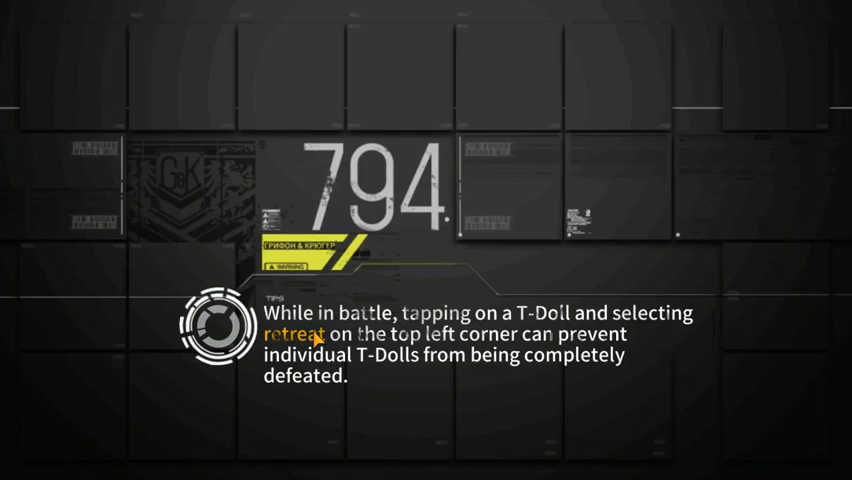 G&K
794.
ГРИФОН & КРЮГЕР
WARNING
TIPS
While in battle, tapping on a T-Doll and selecting
retreat on the top left corner can prevent
individual T-Dolls from being completely
defeated.